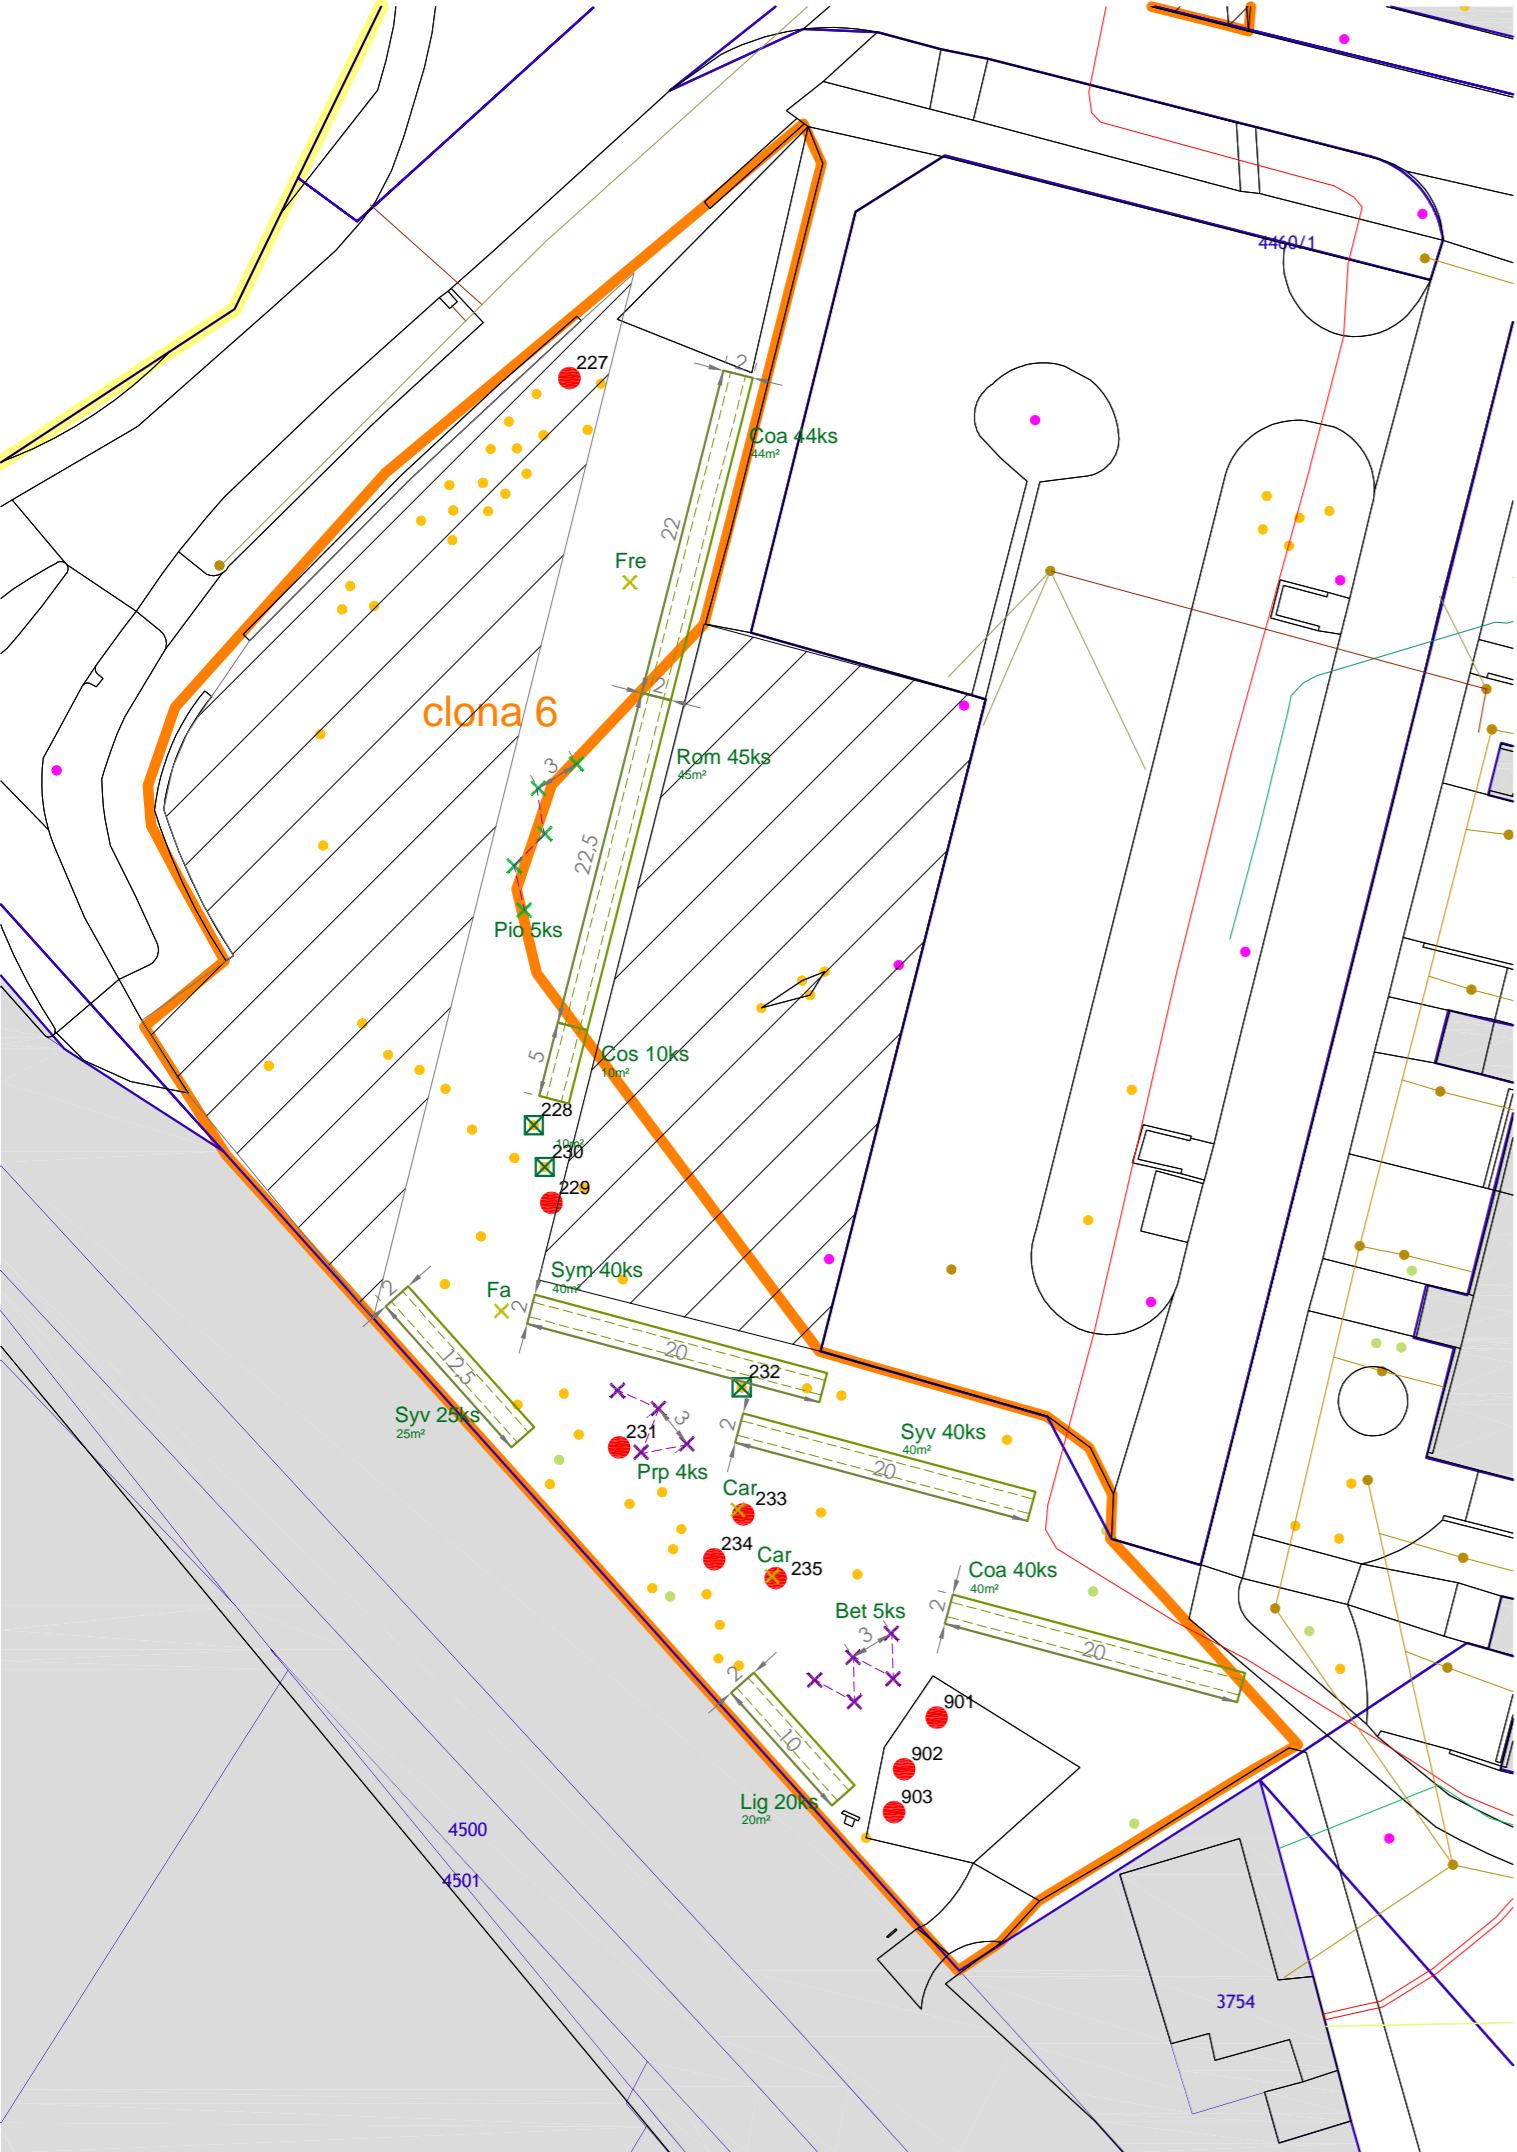 4460/1
227
2
Coa 44ks
44m²
22
Fre
2
clona 6
Rom 45ks
45m²
3
22,5
Pio 5ks
5
Cos 10ks
10m²
228
10m²
230
229
Sym 40ks
40m²
Fa
2
2
20
12,5
232
Syv 25ks
25m²
231
3
2
Syv 40ks
40m²
Prp 4ks
20
Car
233
234
Car
235
Coa 40ks
40m²
2
Bet 5ks
3
20
2
901
10
902
Lig 20ks
20m²
903
4500
4501
3754